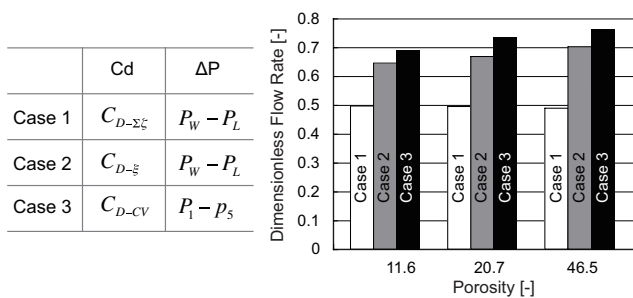 Cd ΔP
Case 1 C_{D-Σζ} P_W − P_L
Case 2 C_{D-ξ} P_W − P_L
Case 3 C_{D-CV} P_1 − p_5
Dimensionless Flow Rate [-]
0.8
0.7
0.6
0.5
0.4
0.3
0.2
0.1
0
Case 1
Case 2
Case 3
Case 1
Case 2
Case 3
Case 1
Case 2
Case 3
11.6 20.7 46.5
Porosity [-]